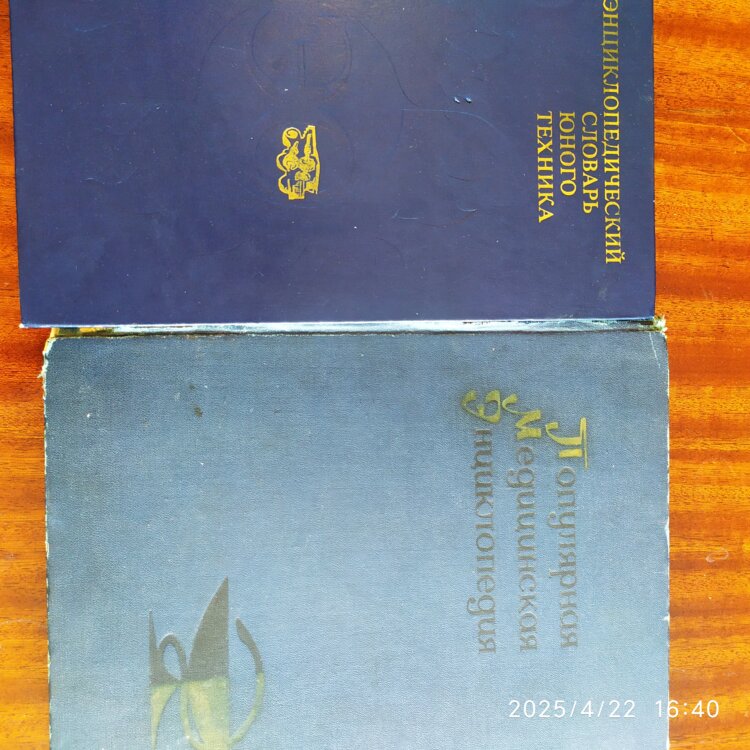 ЭНЦИКЛОПЕДИЧЕСКИЙ
СЛОВАРЬ
ЮНОГО
ТЕХНИКА
Популярная
Медицинская
Энциклопедия
2025/4/22 16:40